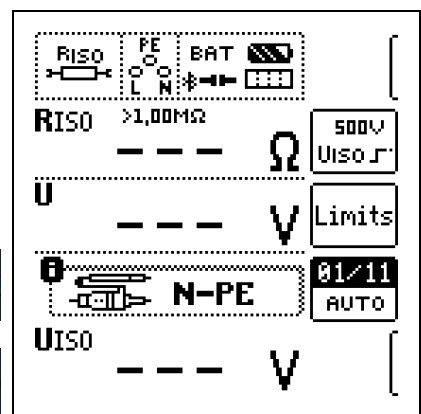 RISO PE BAT
L N
RISO >1,00MΩ
500V
--- Ω UISO
U
--- V Limits
i 01/11
N-PE AUTO
UISO
--- V